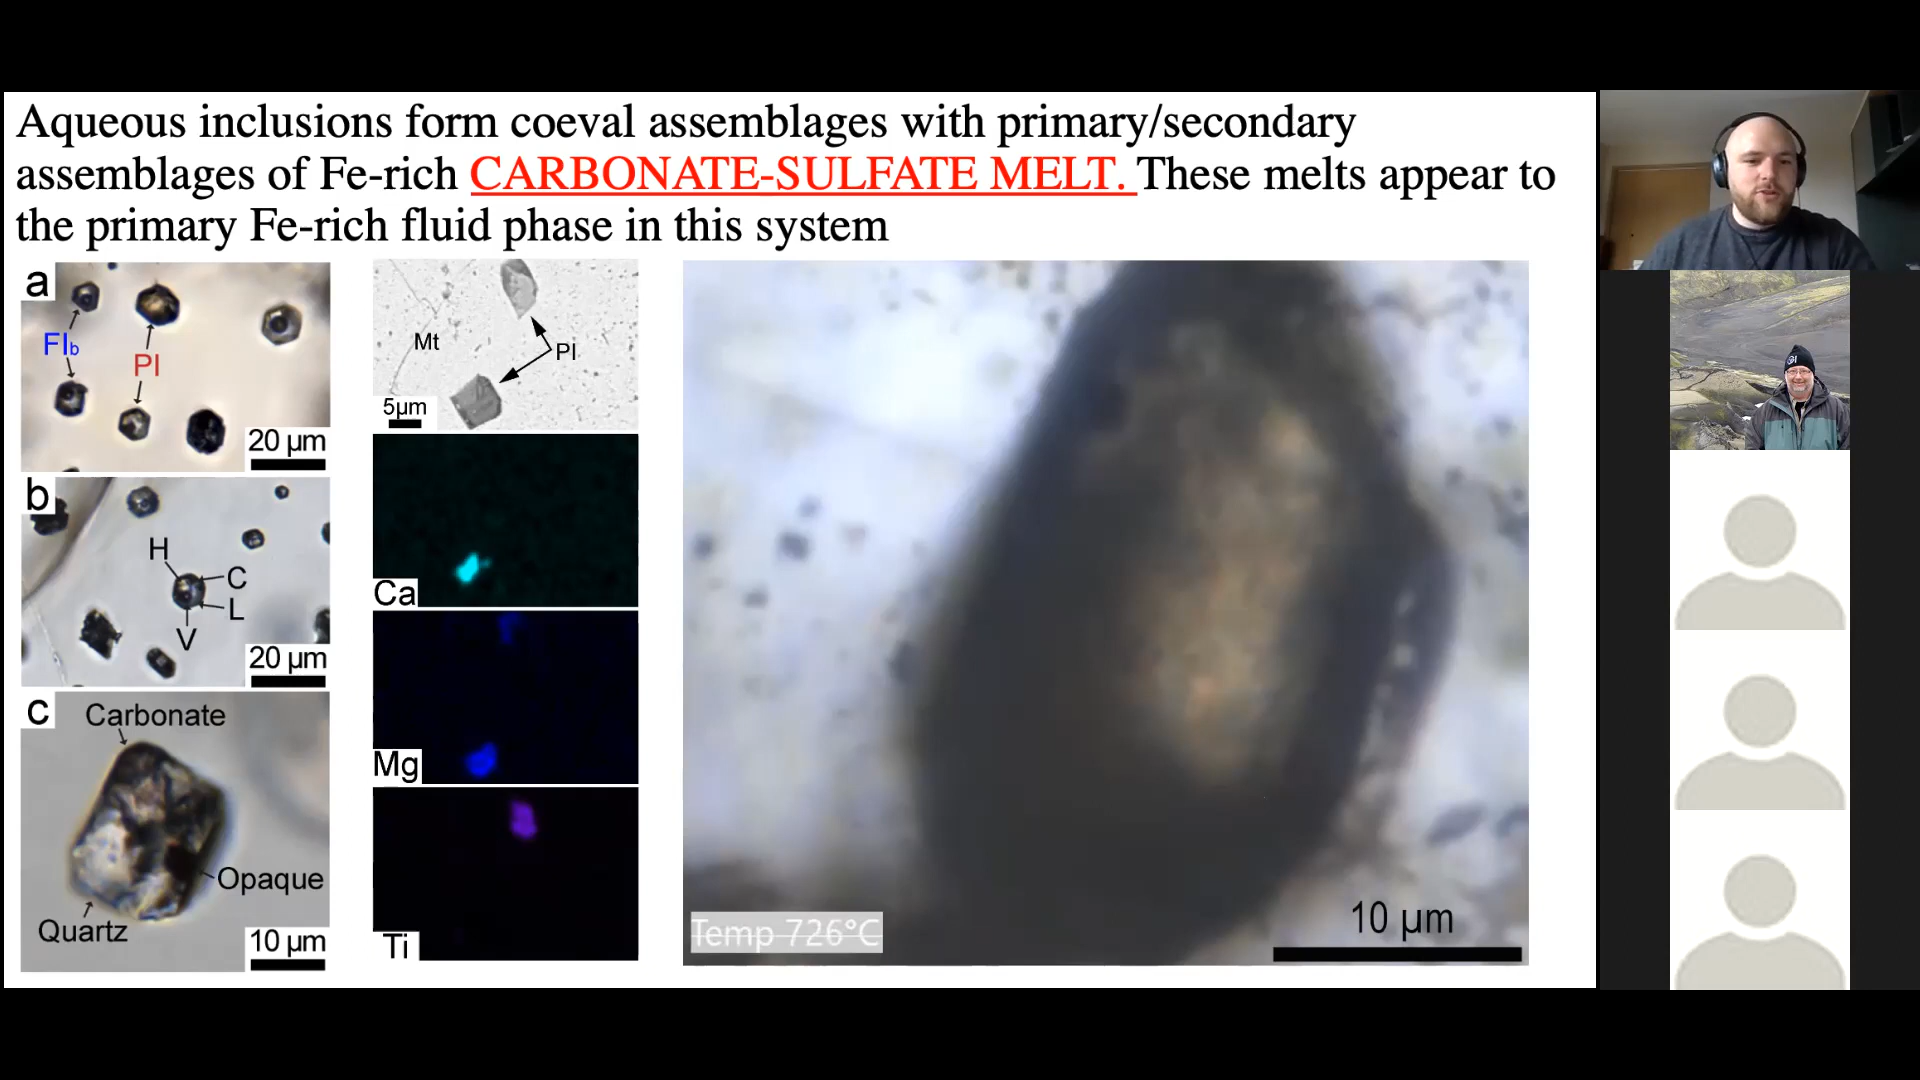 Aqueous inclusions form coeval assemblages with primary/secondary
assemblages of Fe-rich CARBONATE-SULFATE MELT. These melts appear to
the primary Fe-rich fluid phase in this system
a
FIb
PI
20 µm
b
H
C
L
V
20 µm
c
Carbonate
Opaque
Quartz
10 µm
Mt
PI
5µm
Ca
Mg
Ti
Temp 726°C
10 µm